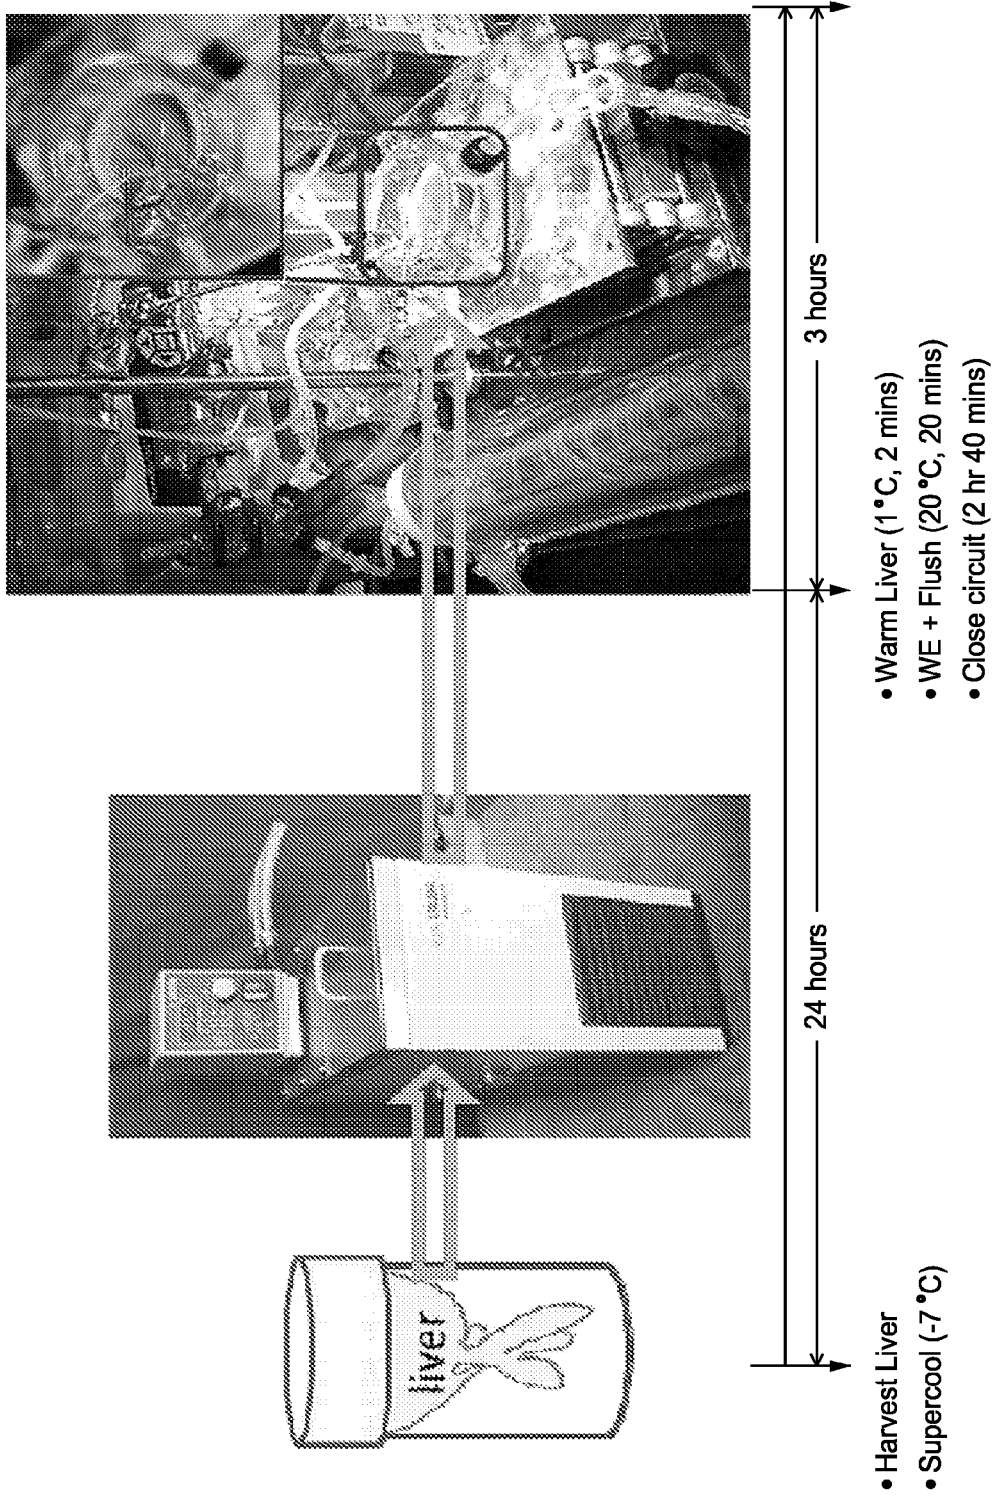 liver
24 hours
3 hours
• Harvest Liver
• Supercool (-7 °C)
• Warm Liver (1 °C, 2 mins)
• WE + Flush (20 °C, 20 mins)
• Close circuit (2 hr 40 mins)